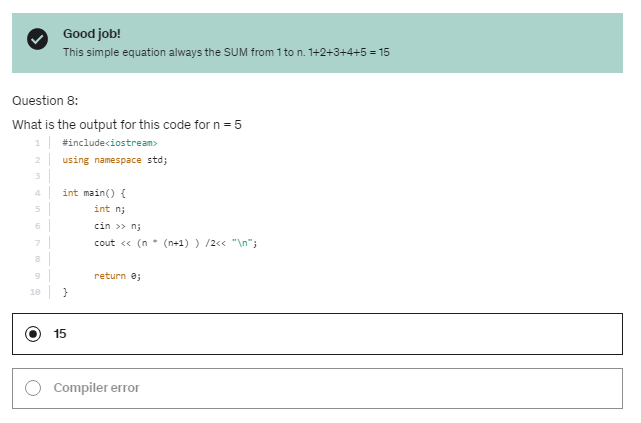 Good job!
This simple equation always the SUM from 1 to n. 1+2+3+4+5 = 15
Question 8:
What is the output for this code for n = 5
1 #include<iostream>
2 using namespace std;
3
4 int main() {
5 int n;
6 cin >> n;
7 cout << (n * (n+1) ) /2<< "\n";
8
9 return 0;
10 }
15
Compiler error